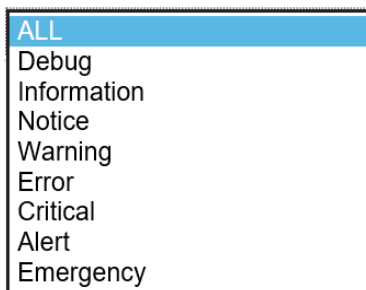 ALL
Debug
Information
Notice
Warning
Error
Critical
Alert
Emergency